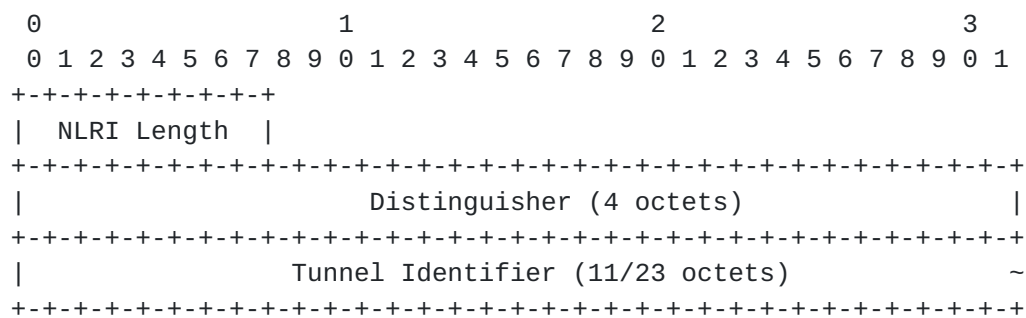 0                   1                   2                   3
 0 1 2 3 4 5 6 7 8 9 0 1 2 3 4 5 6 7 8 9 0 1 2 3 4 5 6 7 8 9 0 1
+-+-+-+-+-+-+-+-+
|  NLRI Length  |
+-+-+-+-+-+-+-+-+-+-+-+-+-+-+-+-+-+-+-+-+-+-+-+-+-+-+-+-+-+-+-+-+
|                      Distinguisher (4 octets)                 |
+-+-+-+-+-+-+-+-+-+-+-+-+-+-+-+-+-+-+-+-+-+-+-+-+-+-+-+-+-+-+-+-+
|                 Tunnel Identifier (11/23 octets)              ~
+-+-+-+-+-+-+-+-+-+-+-+-+-+-+-+-+-+-+-+-+-+-+-+-+-+-+-+-+-+-+-+-+